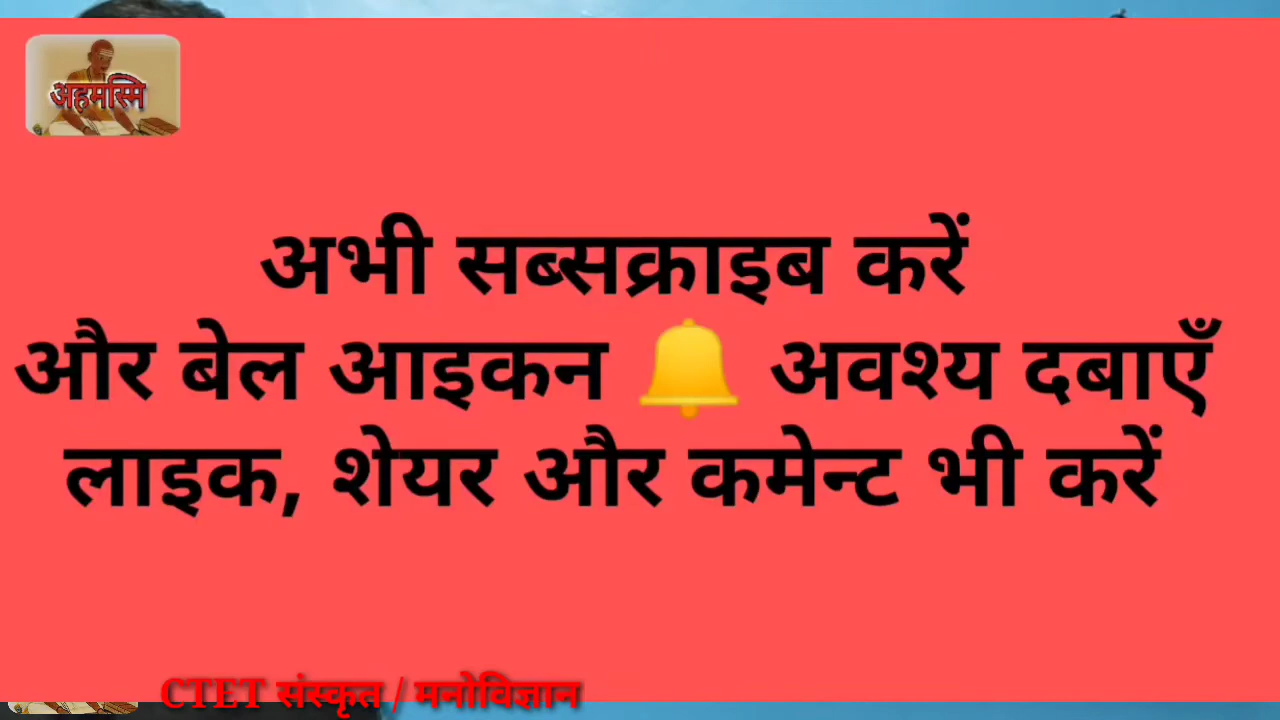 अहमस्मि
अभी सब्सक्राइब करें
और बेल आइकन 🔔 अवश्य दबाएँ
लाइक, शेयर और कमेन्ट भी करें
CTET संस्कृत / मनोविज्ञान